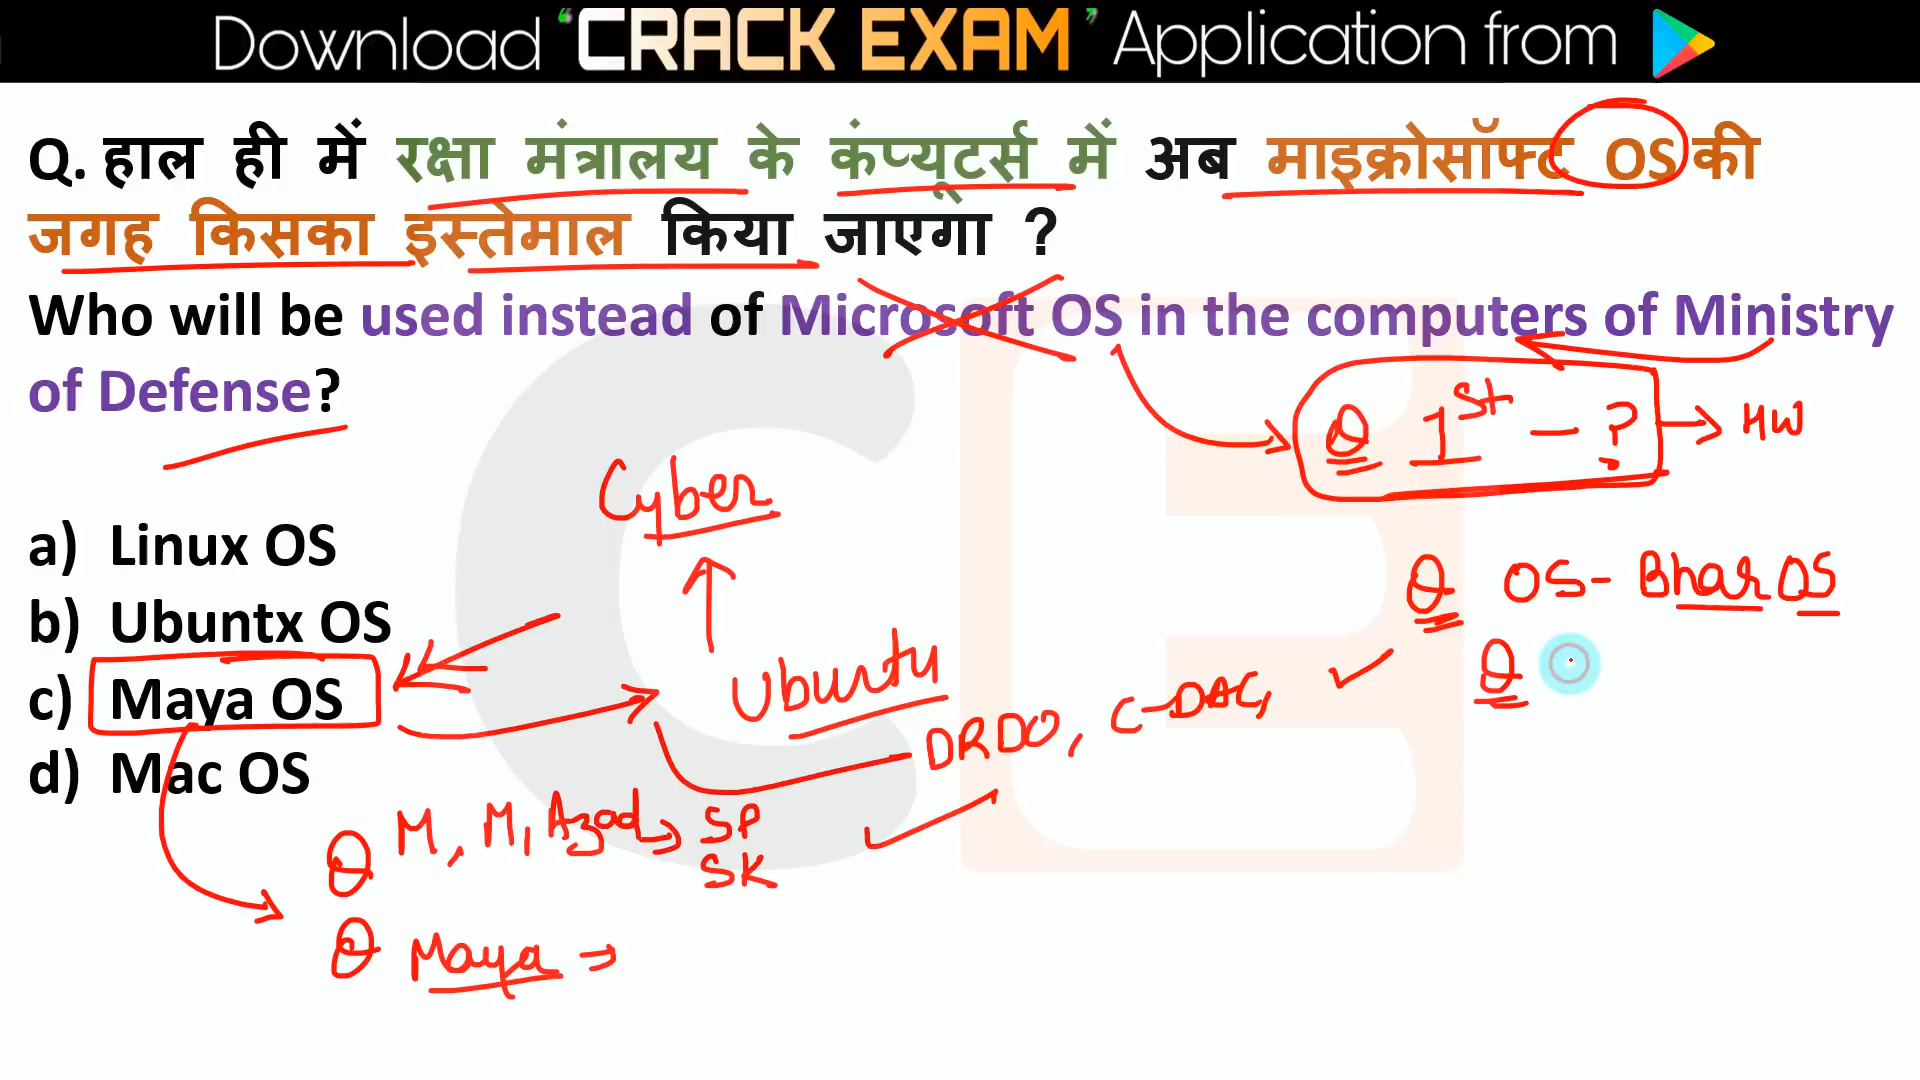 Download "CRACK EXAM" Application from
Q. हाल ही में रक्षा मंत्रालय के कंप्यूटर्स में अब माइक्रोसॉफ्ट OS की
जगह किसका इस्तेमाल किया जाएगा ?
Who will be used instead of Microsoft OS in the computers of Ministry
of Defense?
Q 1st - ? → HW
Cyber
a) Linux OS
Q OS- BharOS
b) Ubuntx OS
Ubuntu
Q
c) Maya OS
DRDO, C-DAC,
d) Mac OS
Q M, M, Azad → SP
SK
Q Maya →